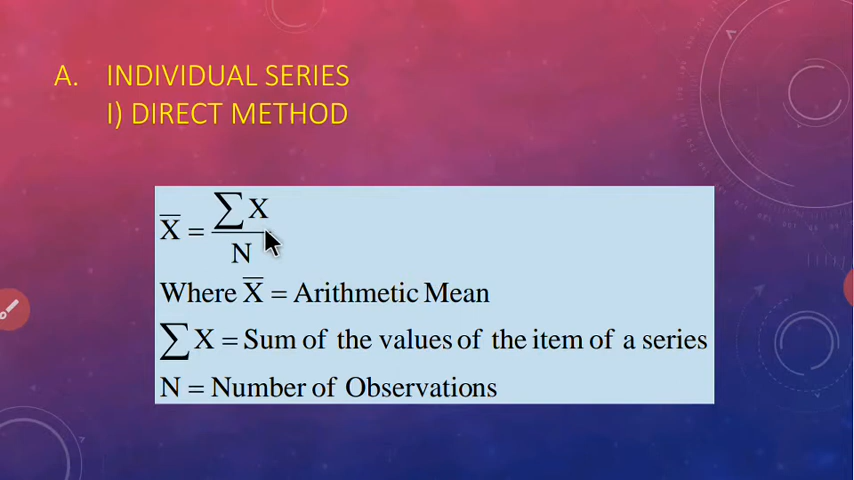 A. INDIVIDUAL SERIES
I) DIRECT METHOD
X̅ = ∑X / N
Where X̅ = Arithmetic Mean
∑X = Sum of the values of the item of a series
N = Number of Observations